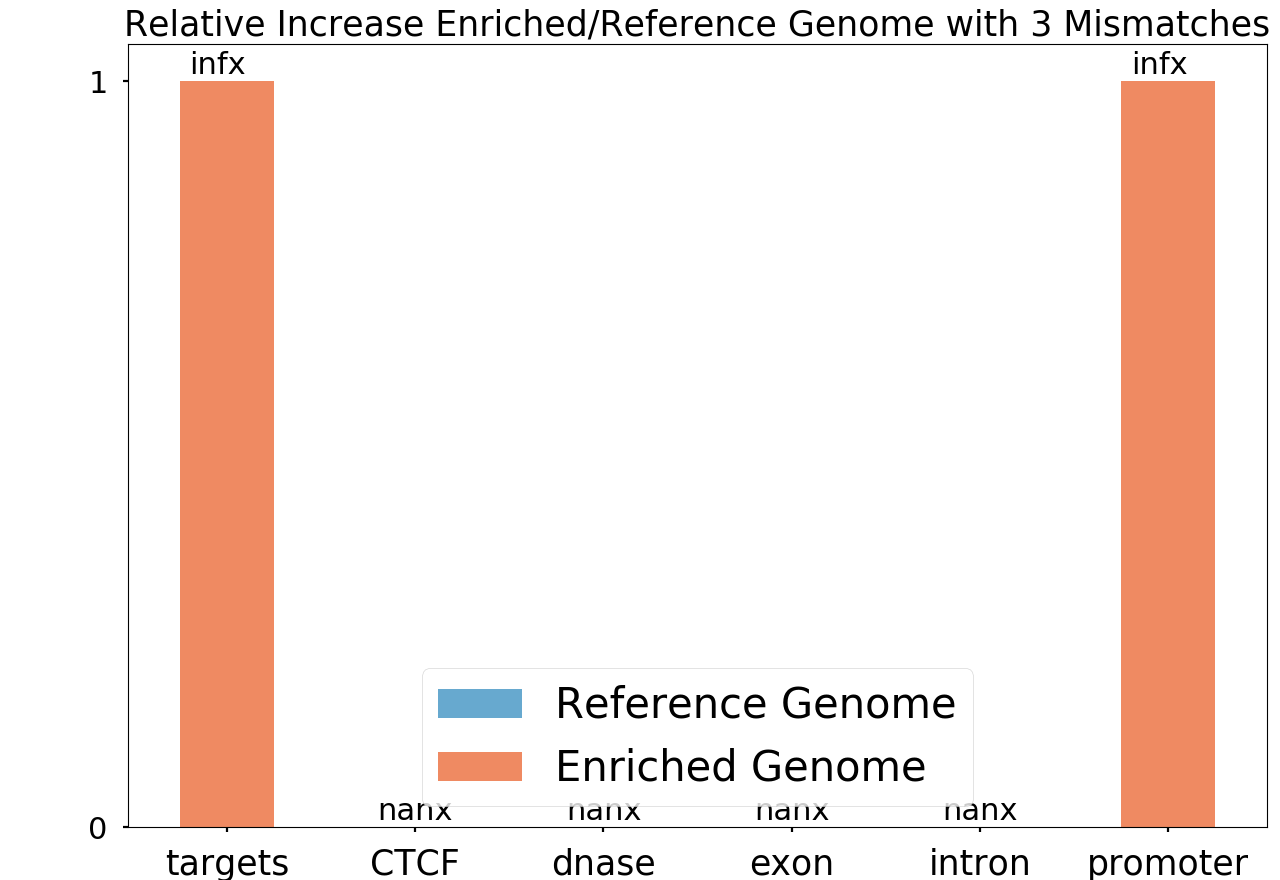 Relative Increase Enriched/Reference Genome with 3 Mismatches
infx
infx
1
Reference Genome
Enriched Genome
nanx
nanx
nanx
nanx
0
targets
CTCF
dnase
exon
intron
promoter